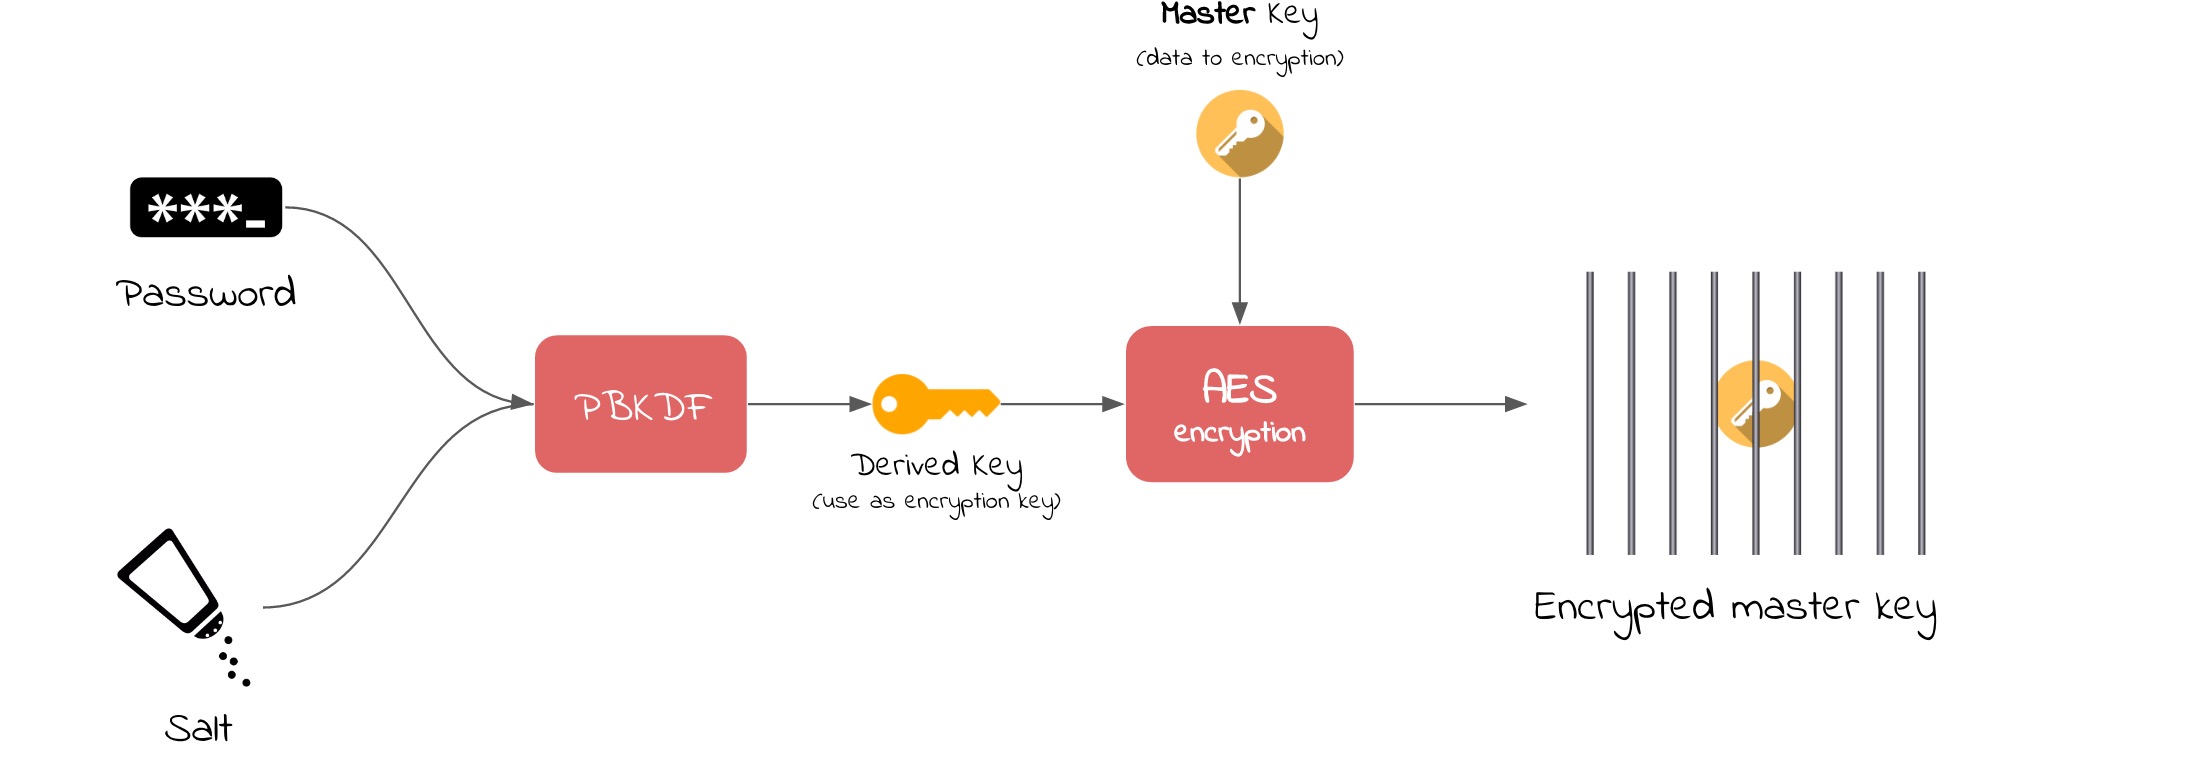 Master Key
(data to encryption)
***_
Password
PBKDF
AES
encryption
Derived Key
(use as encryption key)
Encrypted master key
Salt